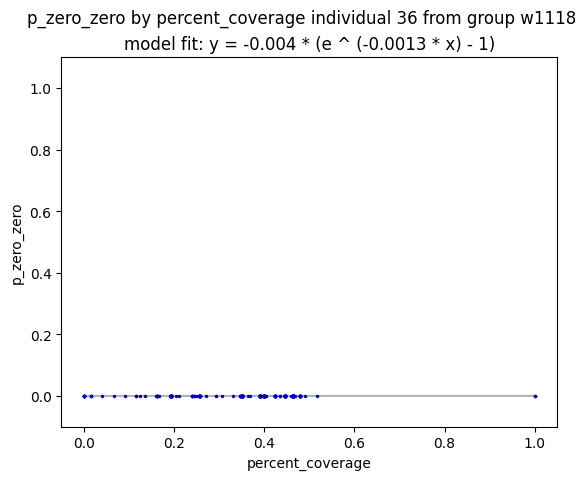 p_zero_zero by percent_coverage individual 36 from group w1118
model fit: y = -0.004 * (e ^ (-0.0013 * x) - 1)
1.0
0.8
0.6
0.4
0.2
0.0
p_zero_zero
0.0 0.2 0.4 0.6 0.8 1.0
percent_coverage